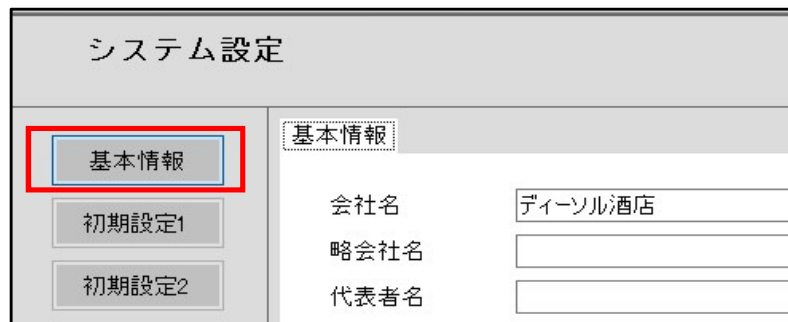 システム設定
基本情報
初期設定1
初期設定2
基本情報
会社名 ディーソル酒店
略会社名
代表者名